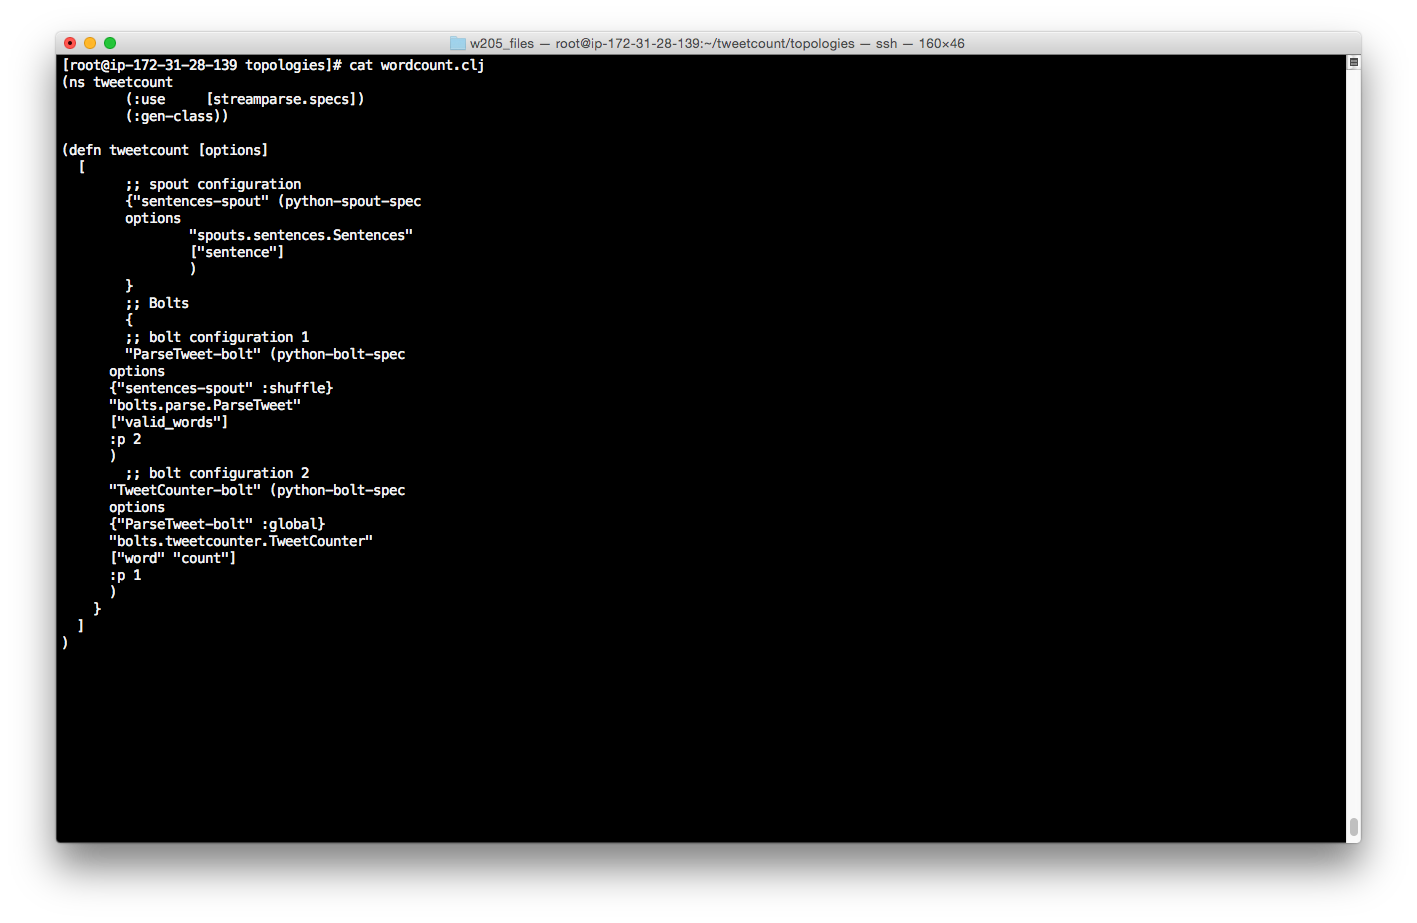 w205_files — root@ip-172-31-28-139:~/tweetcount/topologies — ssh — 160×46
[root@ip-172-31-28-139 topologies]# cat wordcount.clj
(ns tweetcount
        (:use     [streamparse.specs])
        (:gen-class))

(defn tweetcount [options]
  [
        ;; spout configuration
        {"sentences-spout" (python-spout-spec
        options
                "spouts.sentences.Sentences"
                ["sentence"]
                )
        }
        ;; Bolts
        {
        ;; bolt configuration 1
        "ParseTweet-bolt" (python-bolt-spec
      options
      {"sentences-spout" :shuffle}
      "bolts.parse.ParseTweet"
      ["valid_words"]
      :p 2
      )
        ;; bolt configuration 2
      "TweetCounter-bolt" (python-bolt-spec
      options
      {"ParseTweet-bolt" :global}
      "bolts.tweetcounter.TweetCounter"
      ["word" "count"]
      :p 1
      )
    }
  ]
)